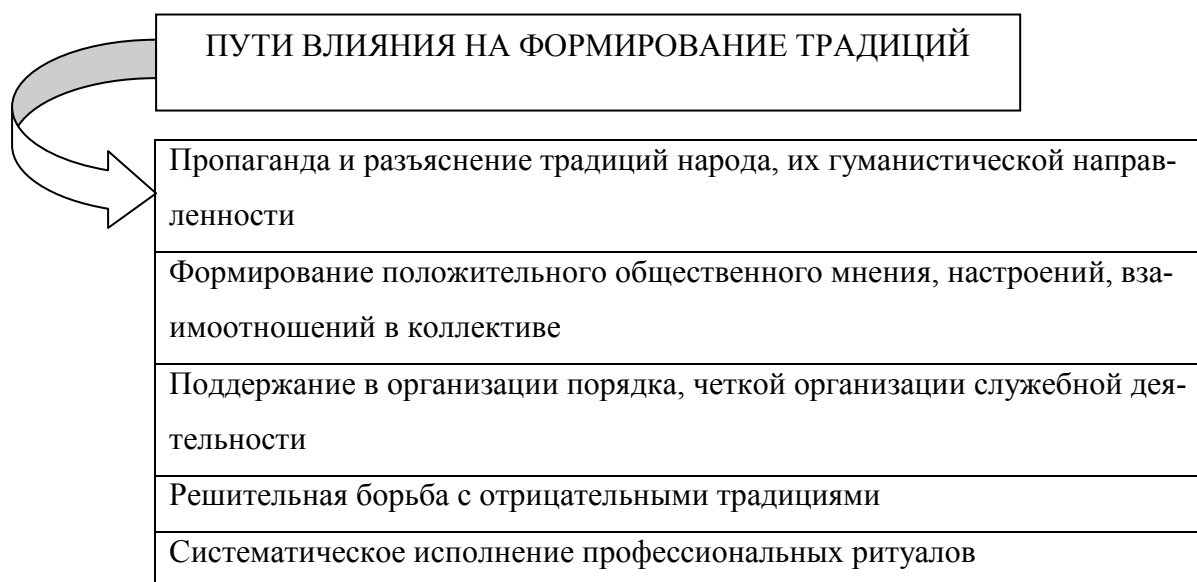 ПУТИ ВЛИЯНИЯ НА ФОРМИРОВАНИЕ ТРАДИЦИЙ
Пропаганда и разъяснение традиций народа, их гуманистической направ-
ленности
Формирование положительного общественного мнения, настроений, вза-
имоотношений в коллективе
Поддержание в организации порядка, четкой организации служебной дея-
тельности
Решительная борьба с отрицательными традициями
Систематическое исполнение профессиональных ритуалов